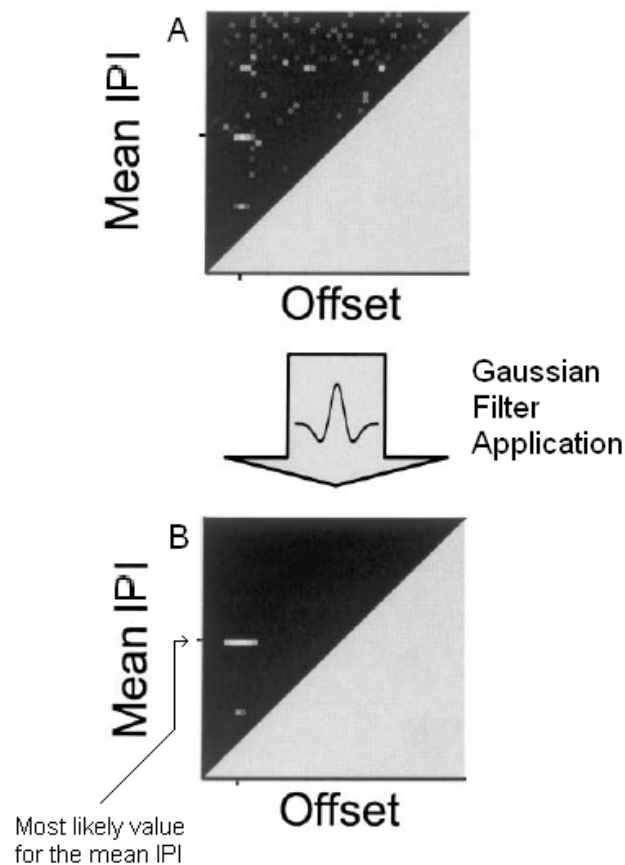 A
Mean IPI
Offset
Gaussian
Filter
Application
B
Mean IPI
Offset
Most likely value
for the mean IPI